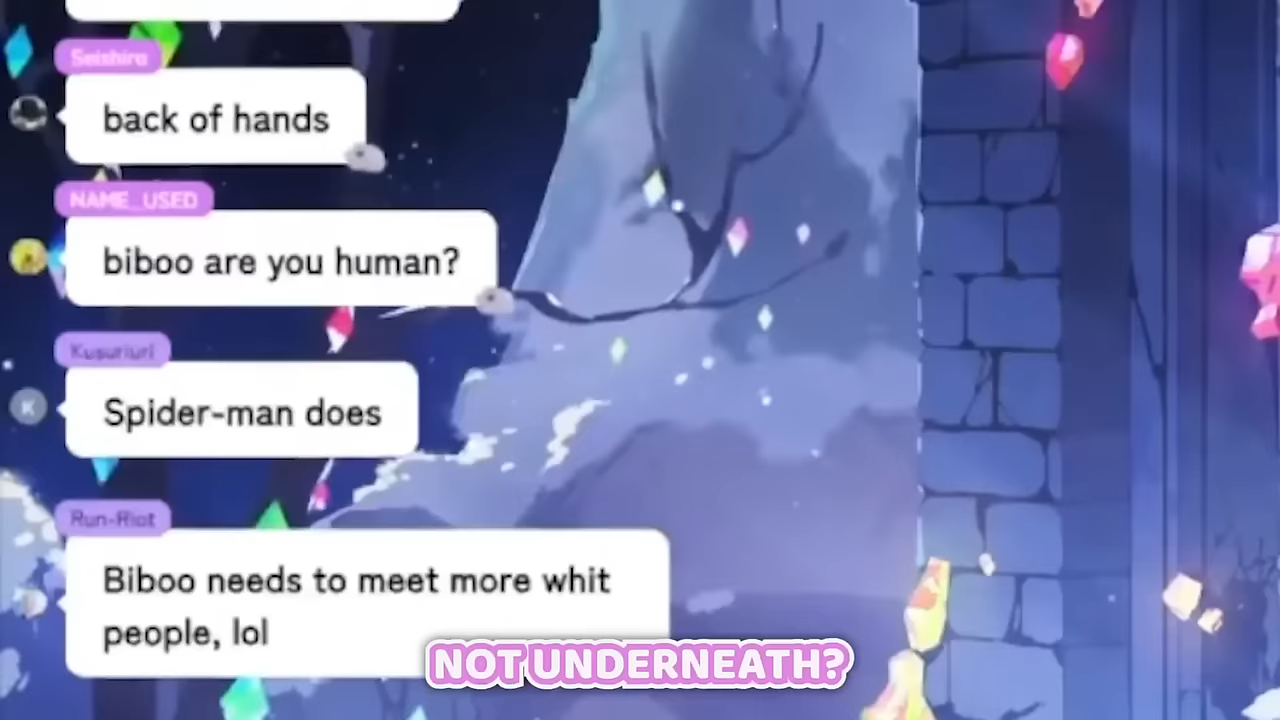 Seishiro
back of hands
NAME_USED
biboo are you human?
Kusuriuri
Spider-man does
K
Run-Riot
Biboo needs to meet more whit
people, lol
NOT UNDERNEATH?